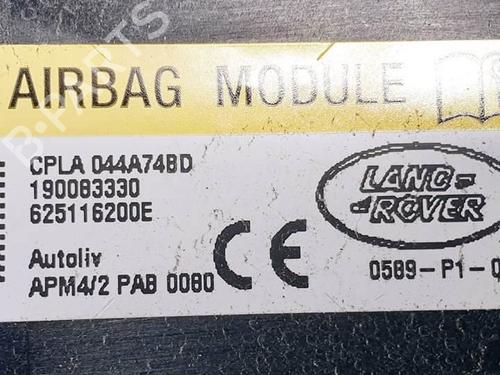 AIRBAG MODULE
CPLA 044A74BD
190083330
625116200E
Autoliv
APM4/2 PAB 0080
CE
LAND-
-ROVER
0589-P1-0
B-PARTS